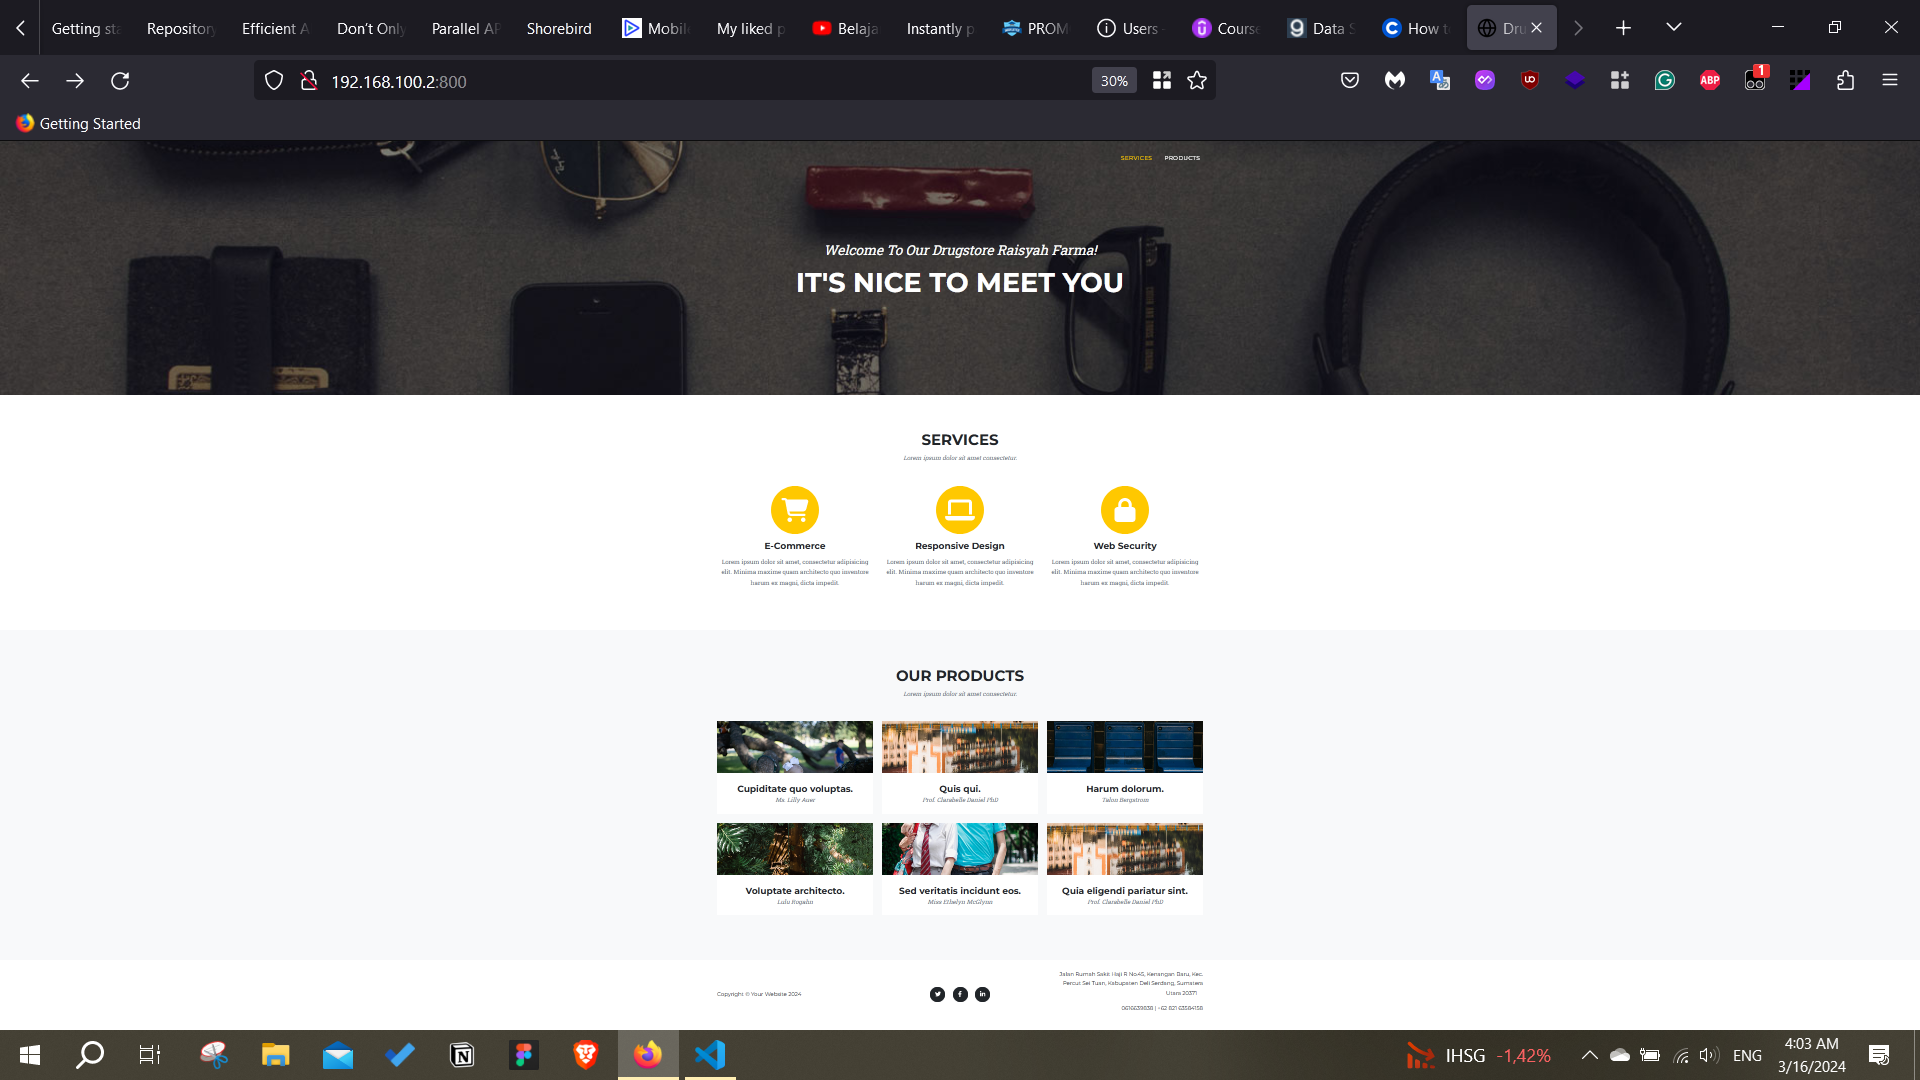 Getting sta
Repository
Efficient A
Don't Only
Parallel AP
Shorebird
Mobile
My liked p
Belaja
Instantly p
PROM
Users -
Course
Data S
How to
Dru
192.168.100.2:800
30%
1
Getting Started
SERVICES PRODUCTS
Welcome To Our Drugstore Raisyah Farma!
IT'S NICE TO MEET YOU
SERVICES
Lorem ipsum dolor sit amet consectetur.
E-Commerce
Lorem ipsum dolor sit amet, consectetur adipisicing
elit. Minima maxime quam architecto quo inventore
harum ex magni, dicta impedit.
Responsive Design
Lorem ipsum dolor sit amet, consectetur adipisicing
elit. Minima maxime quam architecto quo inventore
harum ex magni, dicta impedit.
Web Security
Lorem ipsum dolor sit amet, consectetur adipisicing
elit. Minima maxime quam architecto quo inventore
harum ex magni, dicta impedit.
OUR PRODUCTS
Lorem ipsum dolor sit amet consectetur.
Cupiditate quo voluptas.
Ms. Lilly Auer
Quis qui.
Prof. Clarabelle Daniel PhD
Harum dolorum.
Talon Bergstrom
Voluptate architecto.
Lulu Rogahn
Sed veritatis incidunt eos.
Miss Ethelyn McGlynn
Quia eligendi pariatur sint.
Prof. Clarabelle Daniel PhD
Copyright © Your Website 2024
Jalan Rumah Sakit Haji R No.45, Kenangan Baru, Kec.
Percut Sei Tuan, Kabupaten Deli Serdang, Sumatera
Utara 20371
0616639838 | +62 821 63584158
IHSG -1,42%
ENG
4:03 AM
3/16/2024